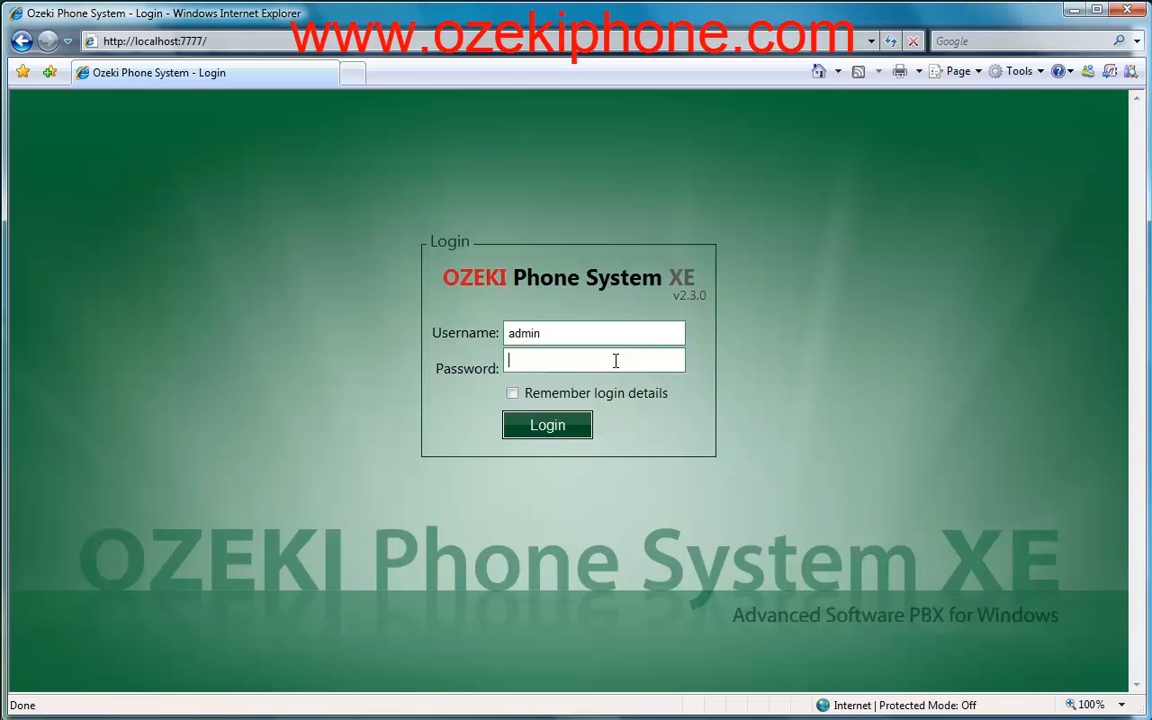 Ozeki Phone System - Login - Windows Internet Explorer
www.ozekiphone.com
http://localhost:7777/
Google
Ozeki Phone System - Login
Page
Tools
Login
OZEKI Phone System XE
v2.3.0
Username: admin
Password:
Remember login details
Login
OZEKI Phone System XE
Advanced Software PBX for Windows
Done
Internet | Protected Mode: Off
100%